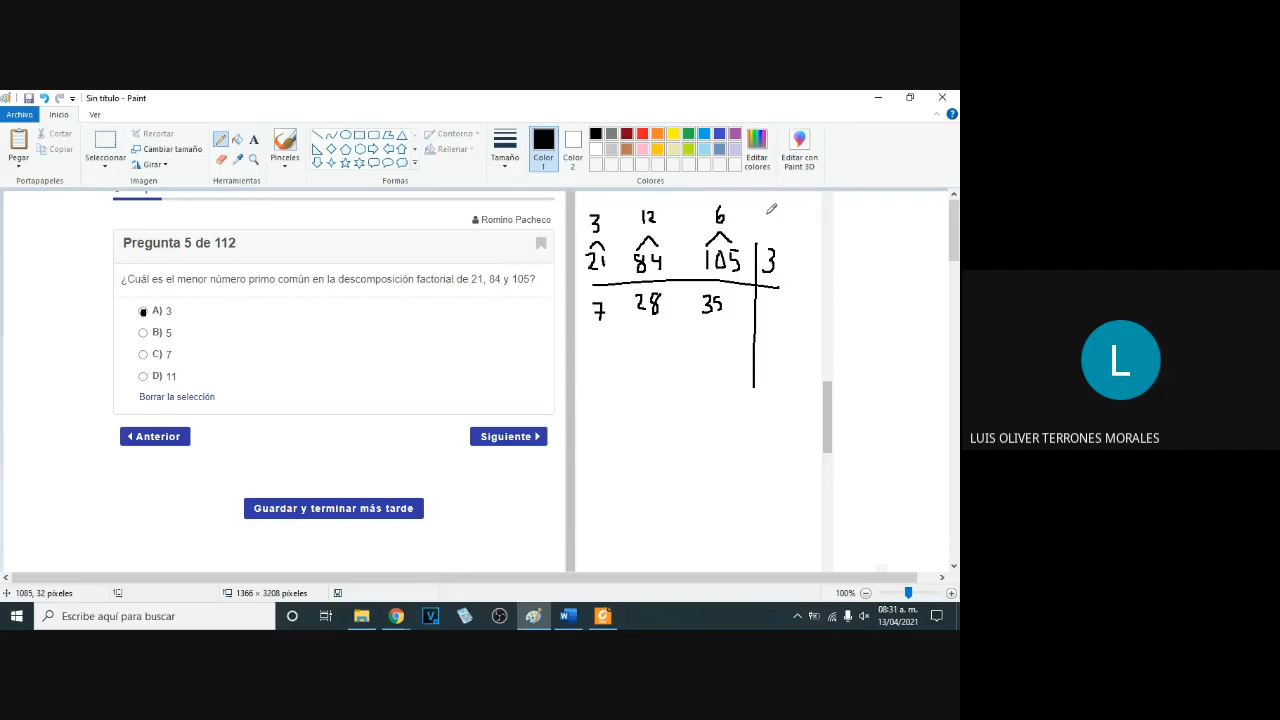 Sin título - Paint
Archivo Inicio Ver
Pegar
Cortar
Copiar
Portapapeles
Seleccionar
Recortar
Cambiar tamaño
Girar
Imagen
A
Herramientas
Pinceles
Formas
Contorno
Rellenar
Tamaño
Color 1
Color 2
Colores
Editar colores
Editar con Paint 3D
Romino Pacheco
Pregunta 5 de 112
¿Cuál es el menor número primo común en la descomposición factorial de 21, 84 y 105?
A) 3
B) 5
C) 7
D) 11
Borrar la selección
Anterior
Siguiente
Guardar y terminar más tarde
3 12 6
21 84 105 3
7 28 35
L
LUIS OLIVER TERRONES MORALES
1085, 32 píxeles
1366 × 3208 píxeles
100%
Escribe aquí para buscar
08:31 a. m.
13/04/2021